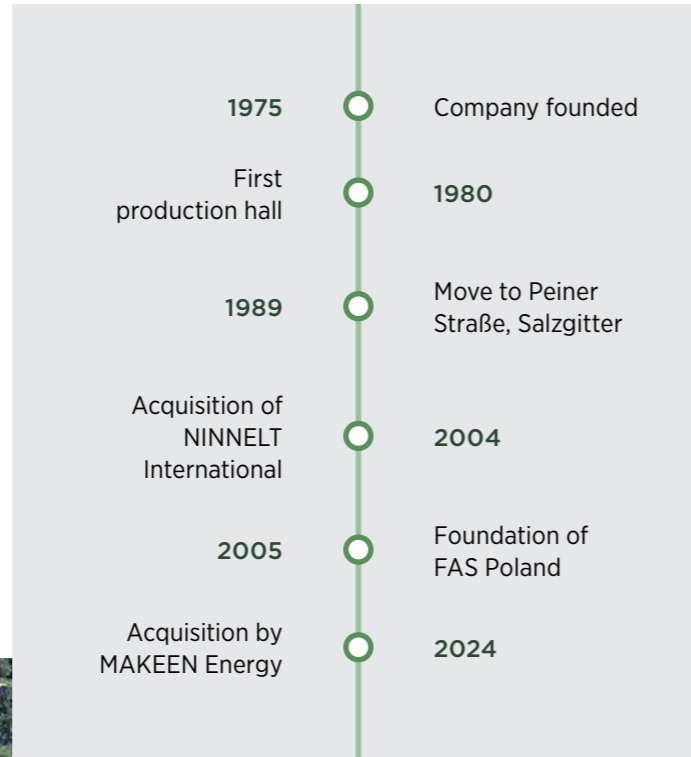 1975
Company founded
First
production hall
1980
1989
Move to Peiner
Straße, Salzgitter
Acquisition of
NINNELT
International
2004
2005
Foundation of
FAS Poland
Acquisition by
MAKEEN Energy
2024